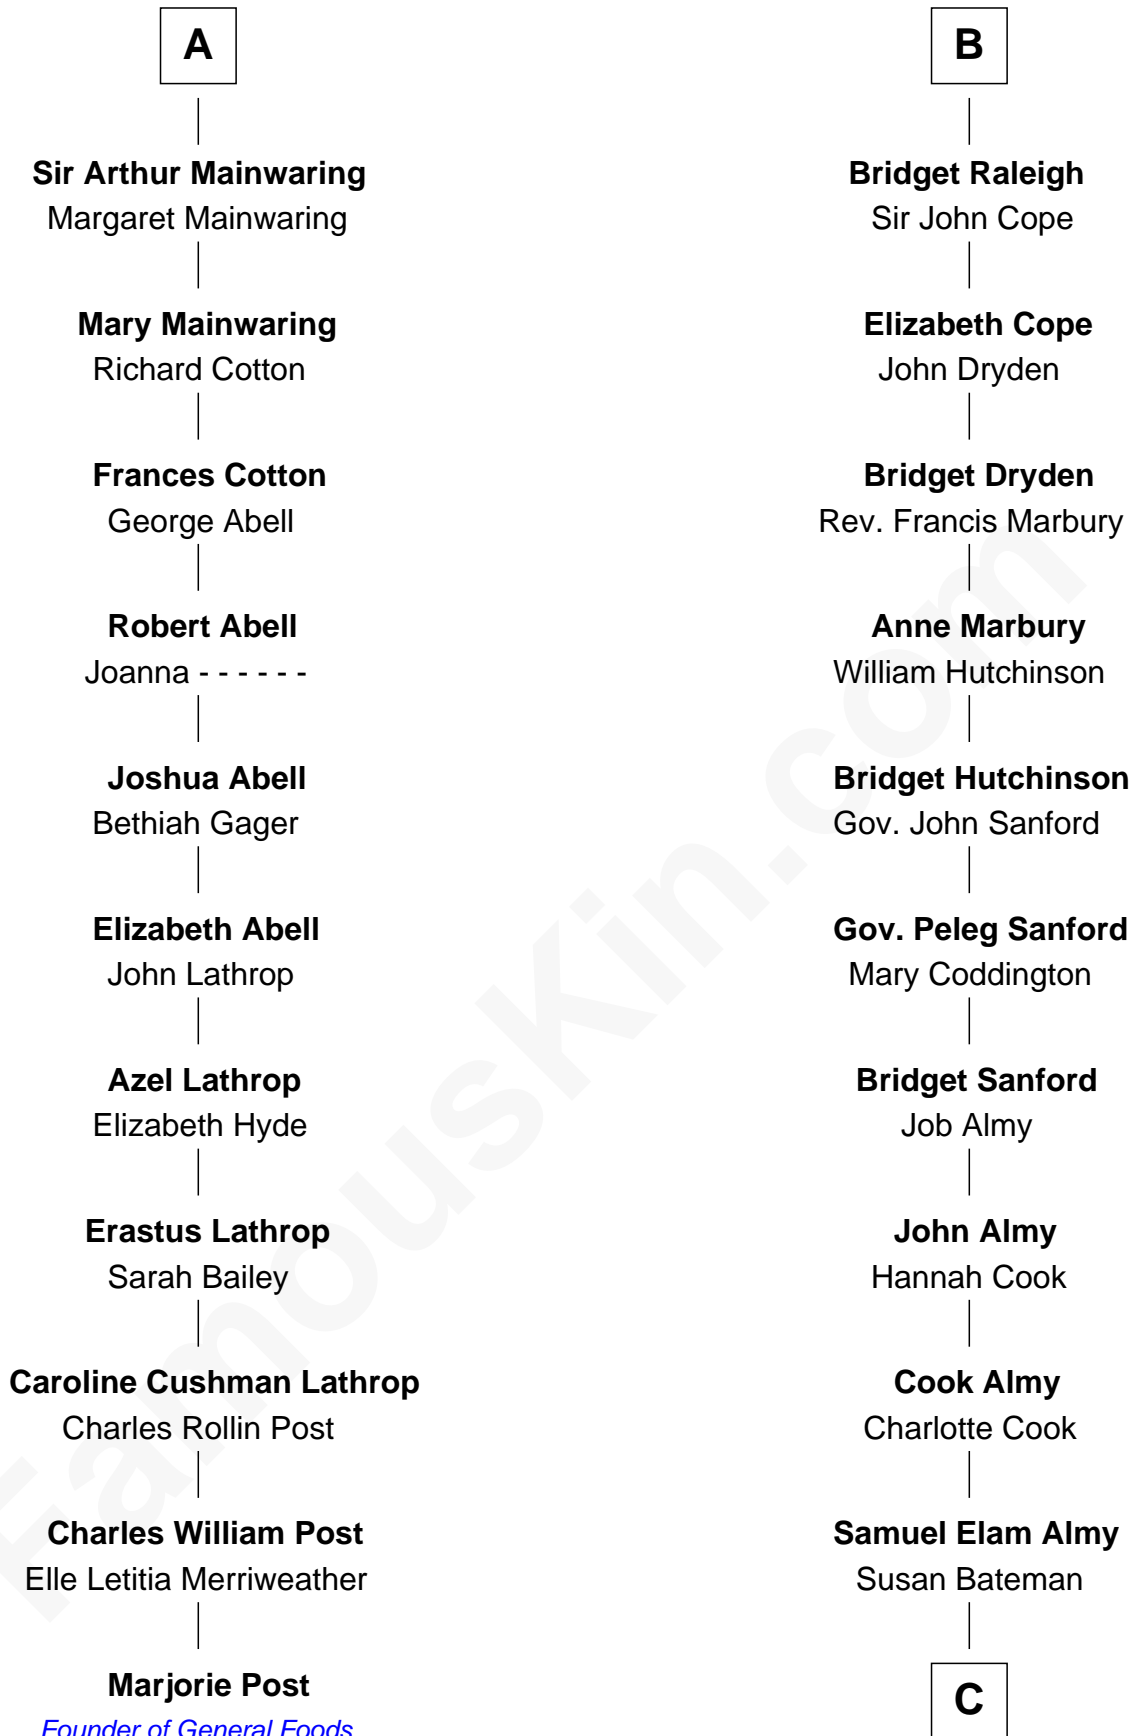 A
Sir Arthur Mainwaring
Margaret Mainwaring
Mary Mainwaring
Richard Cotton
Frances Cotton
George Abell
Robert Abell
Joanna - - - - - -
Joshua Abell
Bethiah Gager
Elizabeth Abell
John Lathrop
Azel Lathrop
Elizabeth Hyde
Erastus Lathrop
Sarah Bailey
Caroline Cushman Lathrop
Charles Rollin Post
Charles William Post
Elle Letitia Merriweather
Marjorie Post
Founder of General Foods
B
Bridget Raleigh
Sir John Cope
Elizabeth Cope
John Dryden
Bridget Dryden
Rev. Francis Marbury
Anne Marbury
William Hutchinson
Bridget Hutchinson
Gov. John Sanford
Gov. Peleg Sanford
Mary Coddington
Bridget Sanford
Job Almy
John Almy
Hannah Cook
Cook Almy
Charlotte Cook
Samuel Elam Almy
Susan Bateman
C
FamousKin.com